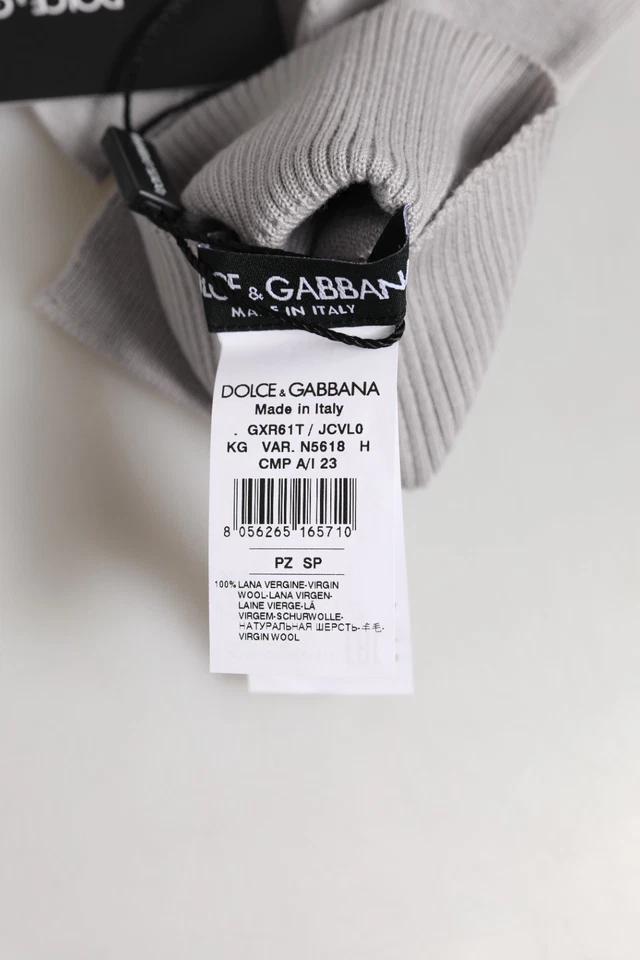 DOLCE & G
LCE & GABBAN
MADE IN ITALY
DOLCE & GABBANA
Made in Italy
. GXR61T / JCVL0
KG VAR. N5618 H
CMP A/I 23
8 056265 165710
PZ SP
100% LANA VERGINE-VIRGIN
WOOL-LANA VIRGEN-
LAINE VIERGE-LÃ
VIRGEM-SCHURWOLLE-
НАТУРАЛЬНАЯ ШЕРСТЬ-羊毛-
VIRGIN WOOL